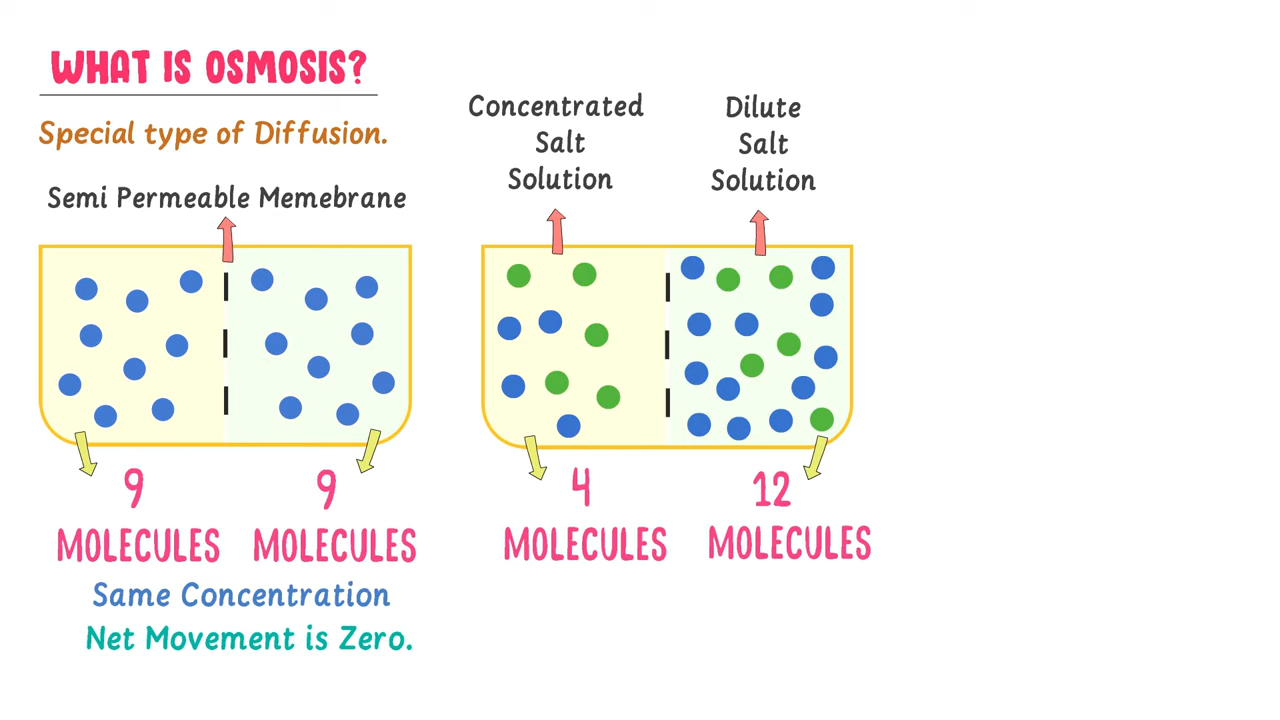 WHAT IS OSMOSIS?
Special type of Diffusion.
Semi Permeable Memebrane
9
MOLECULES
9
MOLECULES
Same Concentration
Net Movement is Zero.
Concentrated
Salt
Solution
Dilute
Salt
Solution
4
MOLECULES
12
MOLECULES